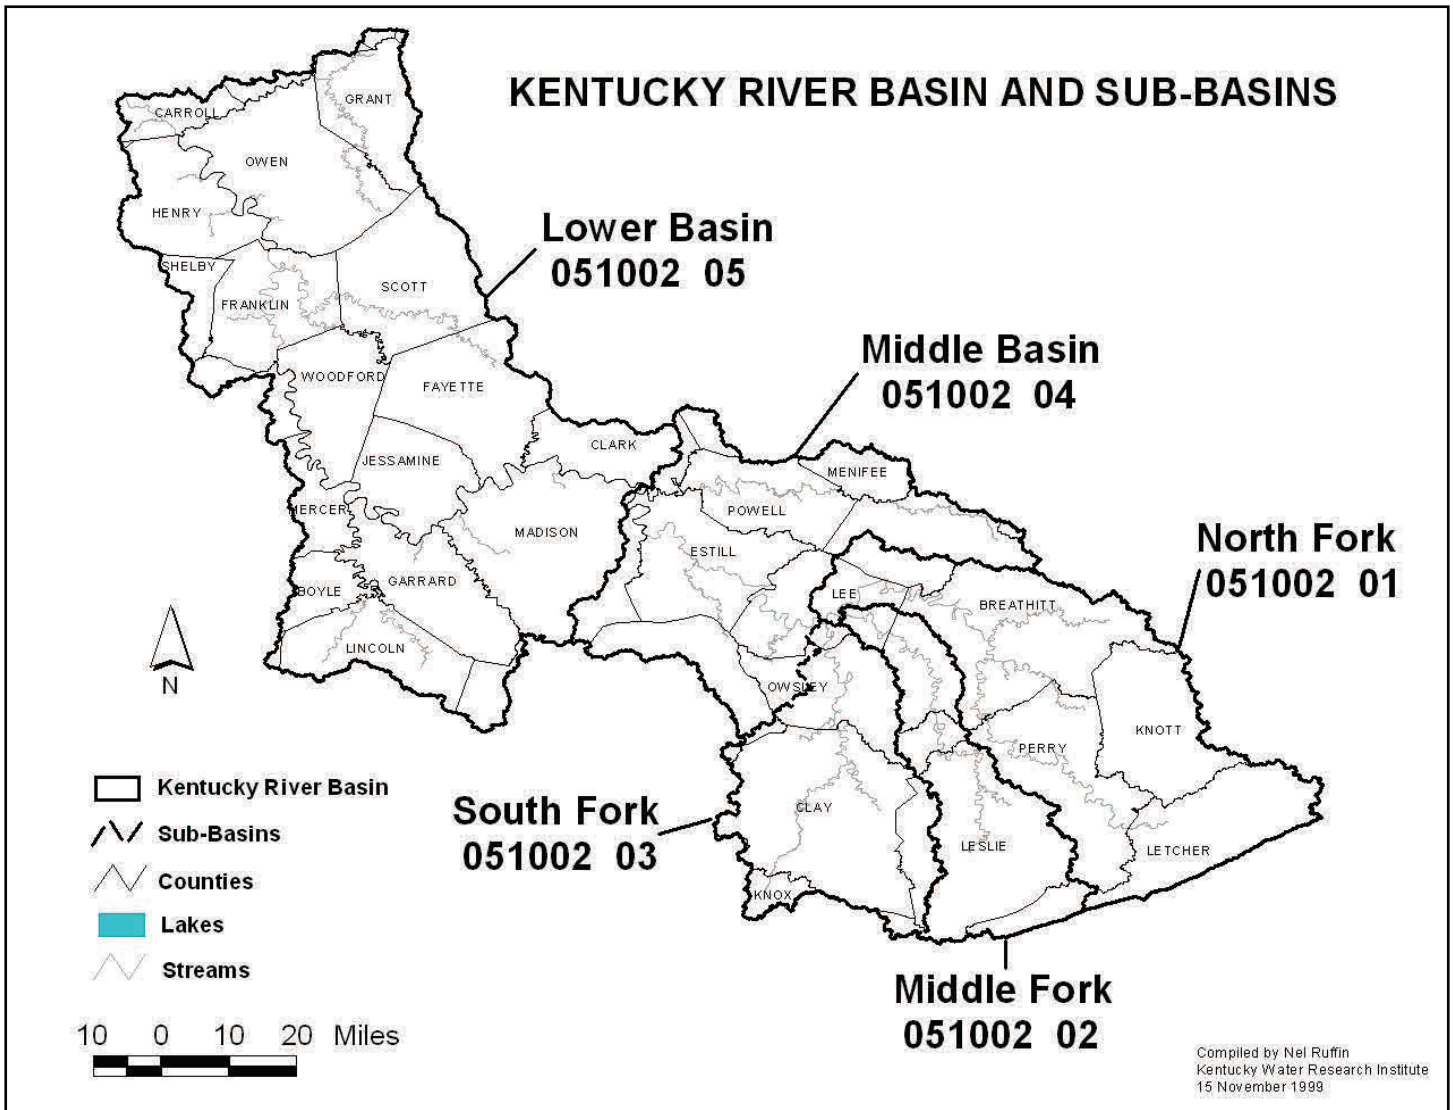 KENTUCKY RIVER BASIN AND SUB-BASINS
GRANT
CARROLL
OWEN
HENRY
Lower Basin
051002 05
SHELBY
SCOTT
FRANKLIN
Middle Basin
051002 04
WOODFORD
FAYETTE
CLARK
JESSAMINE
MENIFEE
MERCER
POWELL
MADISON
ESTILL
North Fork
051002 01
GARRARD
BOYLE
LEE
BREATHITT
LINCOLN
N
OWSLEY
KNOTT
PERRY
Kentucky River Basin
Sub-Basins
Counties
Lakes
Streams
South Fork
051002 03
CLAY
LESLIE
LETCHER
KNOX
Middle Fork
051002 02
10 0 10 20 Miles
Compiled by Nel Ruffin
Kentucky Water Research Institute
15 November 1999